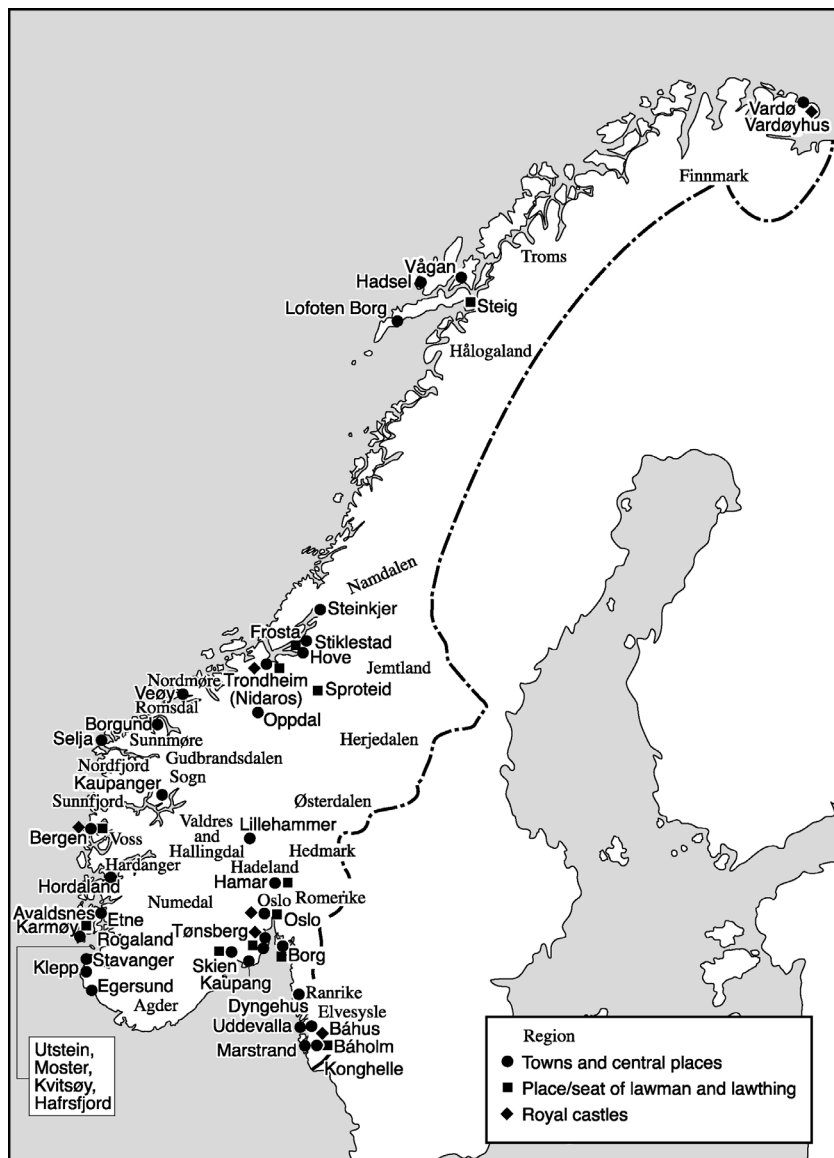 Vardø
Vardøyhus
Finnmark
Troms
Vågan
Hadsel
Steig
Lofoten Borg
Hålogaland
Namdalen
Steinkjer
Frosta
Stiklestad
Hove
Jemtland
Trondheim
(Nidaros)
Sproteid
Nordmøre
Veøy
Romsdal
Oppdal
Borgund
Selja
Sunnmøre
Herjedalen
Gudbrandsdalen
Nordfjord
Sogn
Kaupanger
Sunnfjord
Østerdalen
Valdres
and
Hallingdal
Lillehammer
Bergen
Voss
Hedmark
Hardanger
Hadeland
Hamar
Hordaland
Numedal
Oslo
Romerike
Avaldsnes
Etne
Oslo
Karmøy
Tønsberg
Rogaland
Borg
Stavanger
Skien
Klepp
Kaupang
Egersund
Agder
Ranrike
Dyngehus
Elvesysle
Uddevalla
Båhus
Marstrand
Båholm
Konghelle
Utstein,
Moster,
Kvitsøy,
Hafrsfjord
Region
Towns and central places
Place/seat of lawman and lawthing
Royal castles